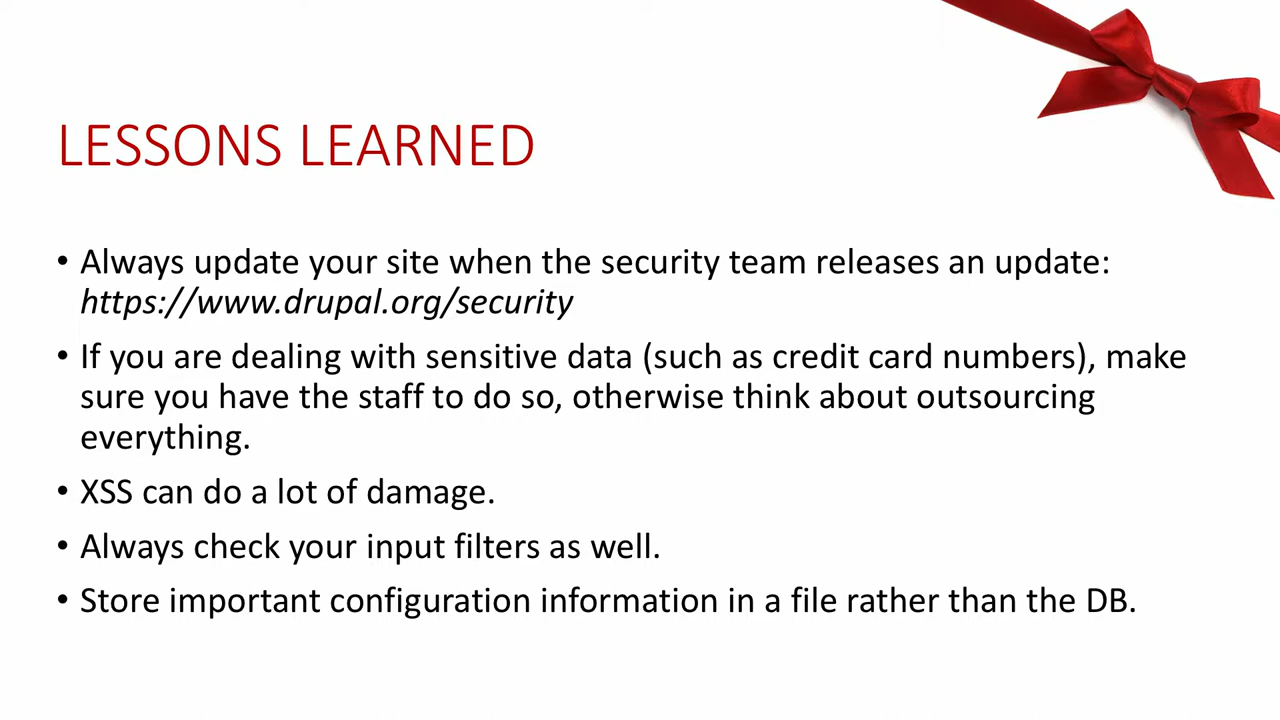 LESSONS LEARNED
• Always update your site when the security team releases an update:
https://www.drupal.org/security
• If you are dealing with sensitive data (such as credit card numbers), make
sure you have the staff to do so, otherwise think about outsourcing
everything.
• XSS can do a lot of damage.
• Always check your input filters as well.
• Store important configuration information in a file rather than the DB.